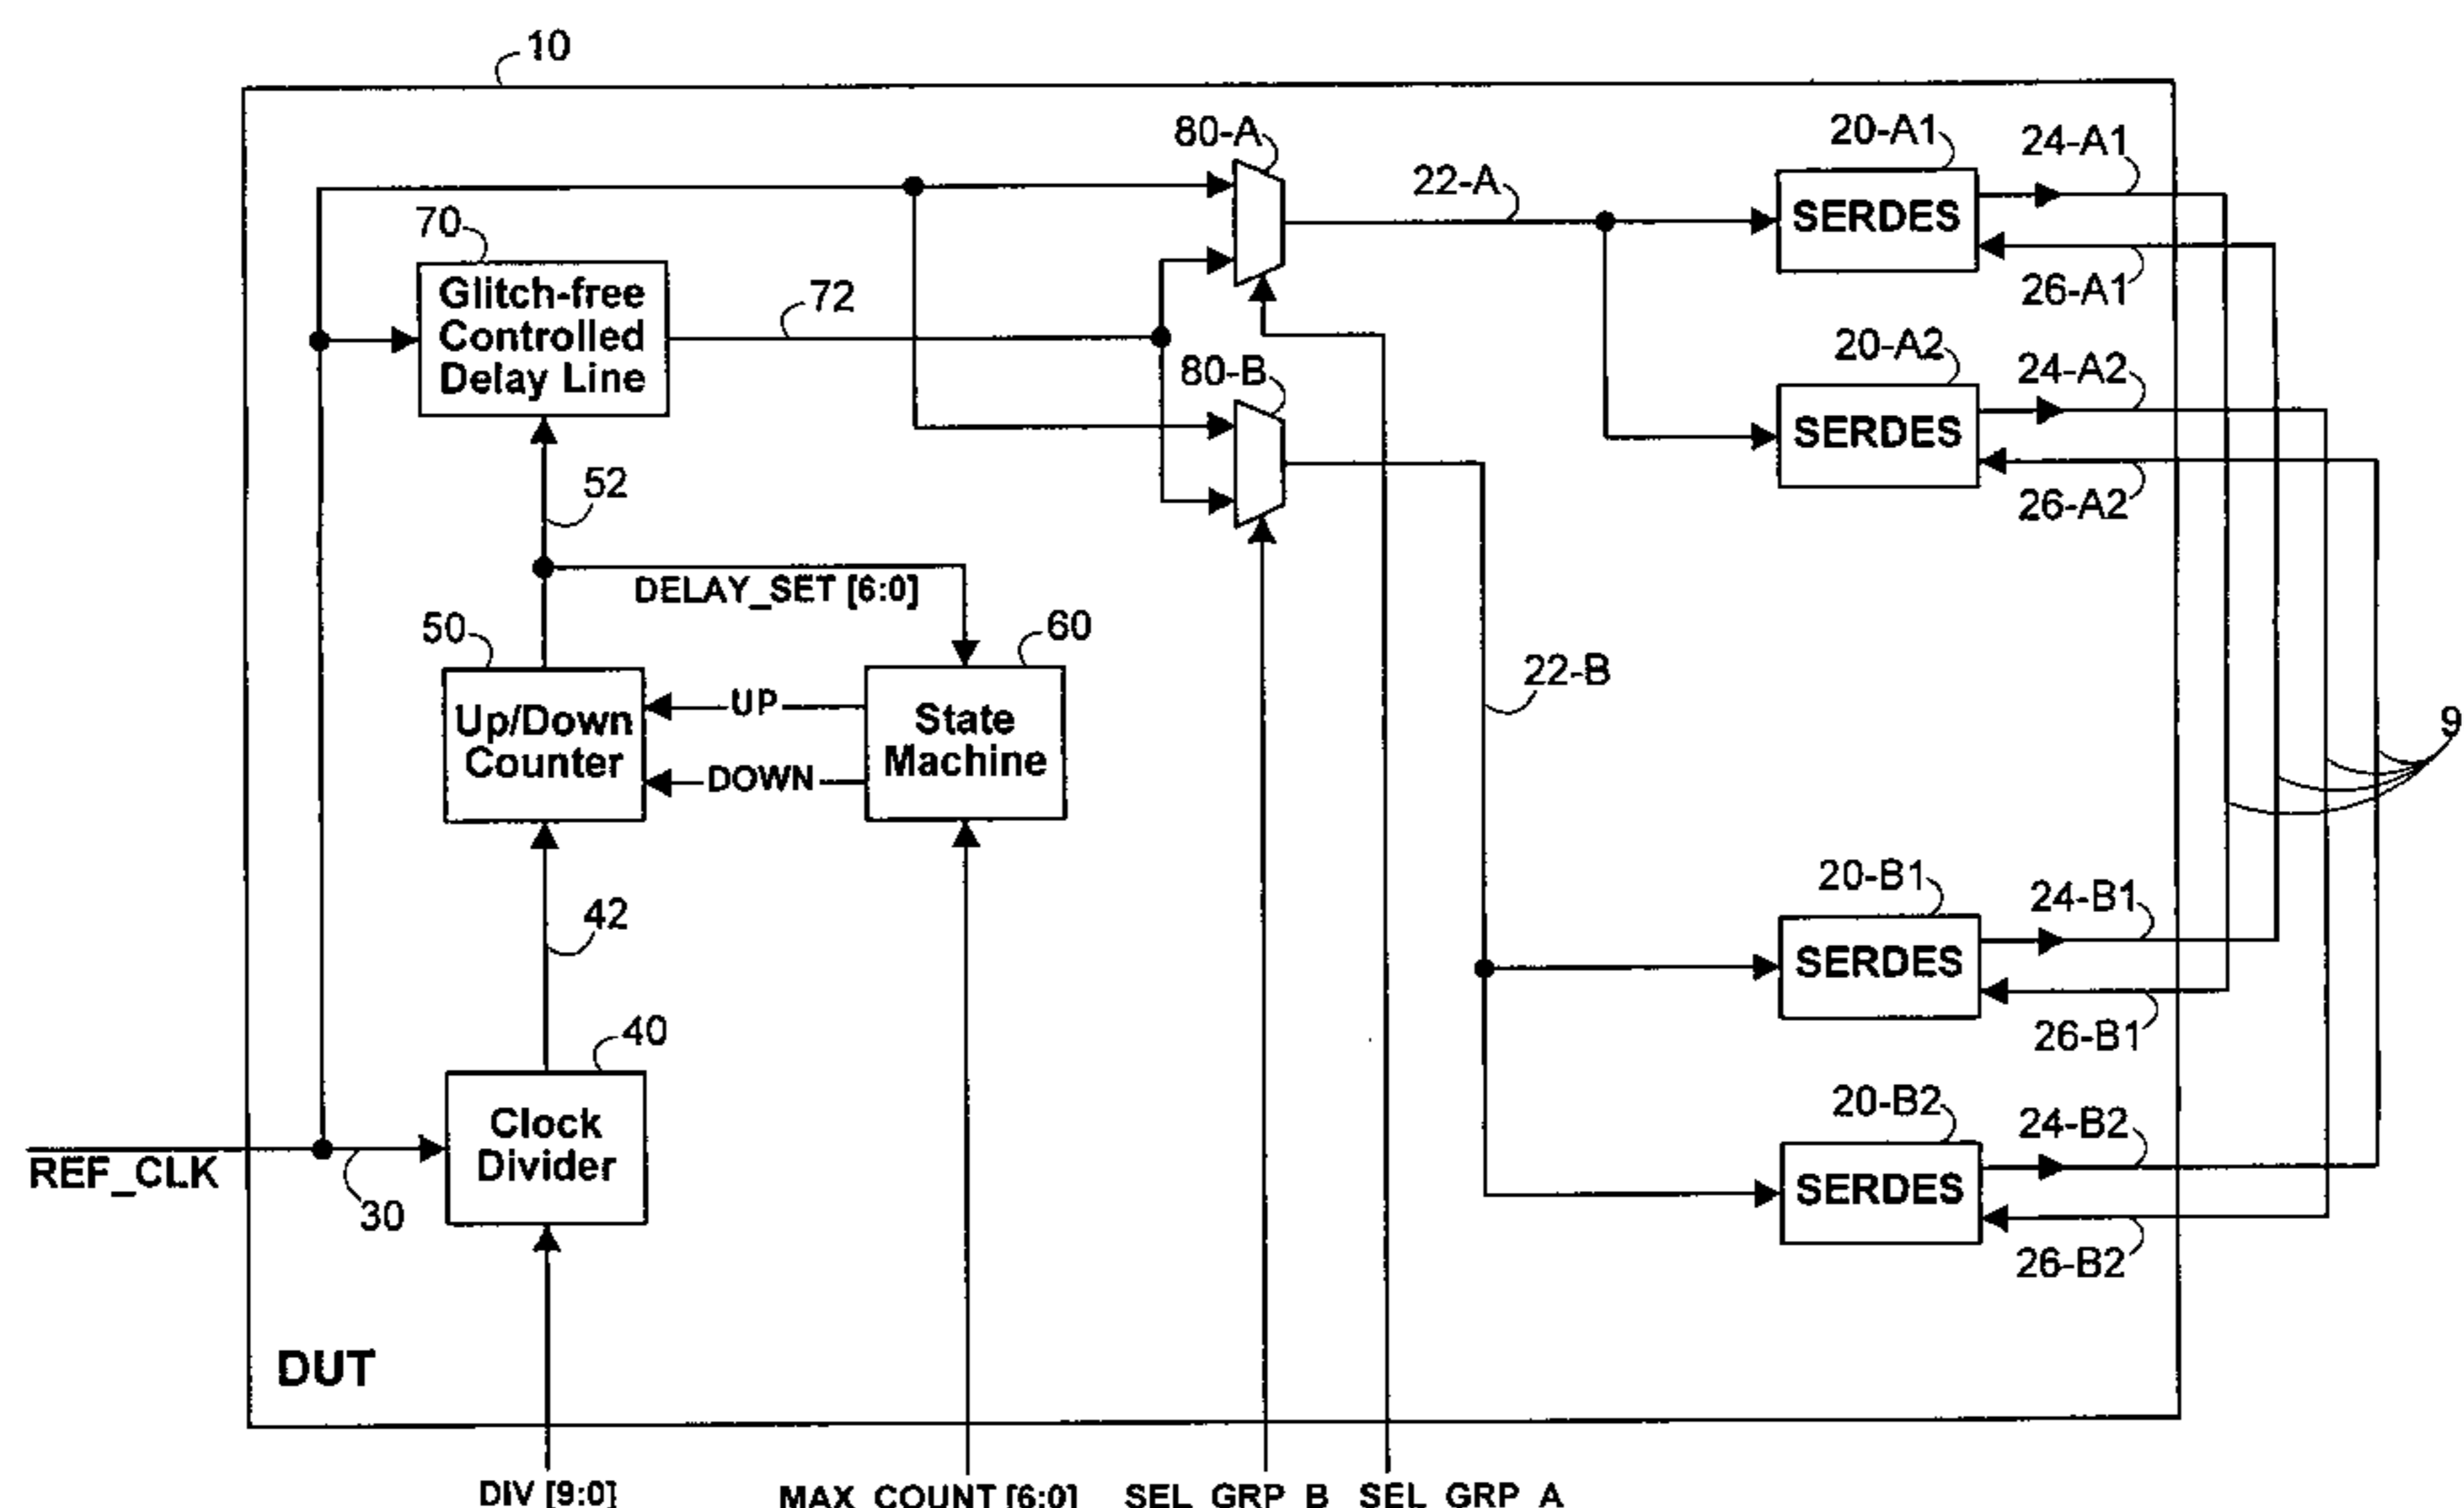 10
80-A
20-A1
24-A1
22-A
SERDES
70
Glitch-free
Controlled
Delay Line
72
26-A1
20-A2
24-A2
80-B
SERDES
52
26-A2
DELAY_SET [6:0]
50
60
22-B
UP
Up/Down
Counter
State
Machine
DOWN
9
20-B1
24-B1
42
SERDES
26-B1
40
20-B2
24-B2
Clock
Divider
REF_CLK
30
SERDES
26-B2
DUT
DIV [9:0]
MAX_COUNT [6:0]
SEL_GRP_B
SEL_GRP_A